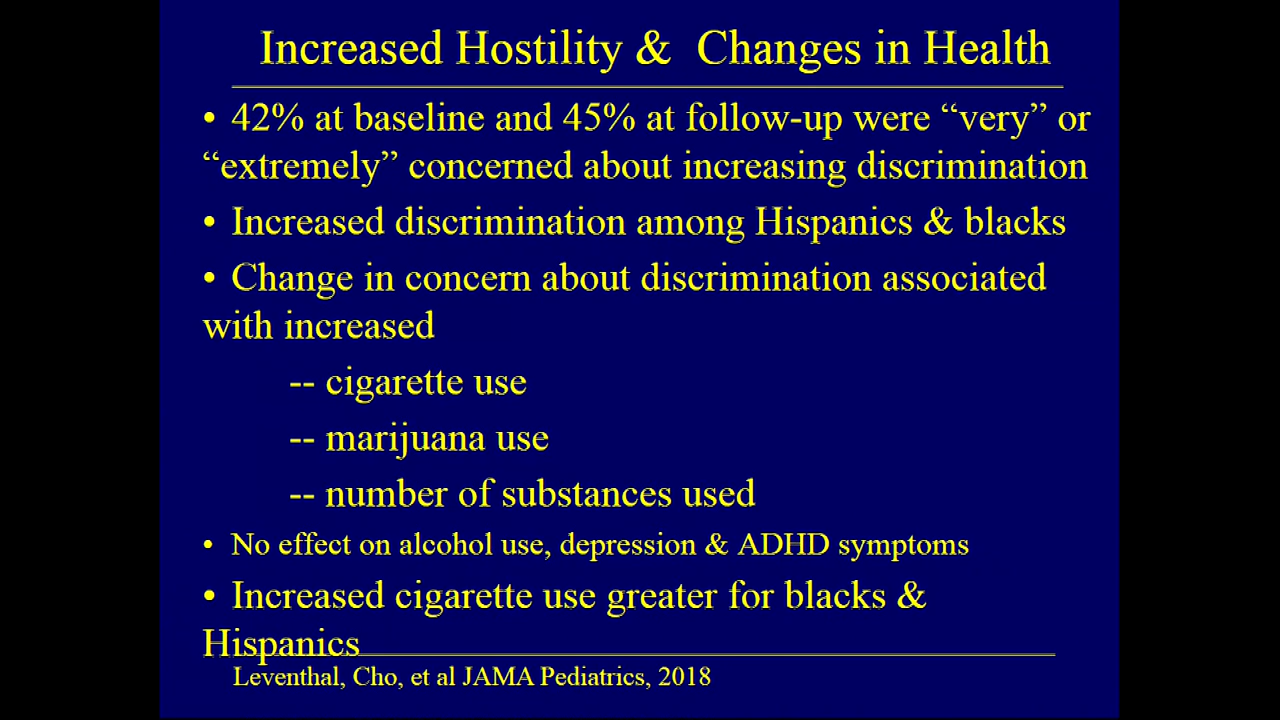 Increased Hostility & Changes in Health
• 42% at baseline and 45% at follow-up were “very” or
“extremely” concerned about increasing discrimination
• Increased discrimination among Hispanics & blacks
• Change in concern about discrimination associated
with increased
-- cigarette use
-- marijuana use
-- number of substances used
• No effect on alcohol use, depression & ADHD symptoms
• Increased cigarette use greater for blacks &
Hispanics
Leventhal, Cho, et al JAMA Pediatrics, 2018